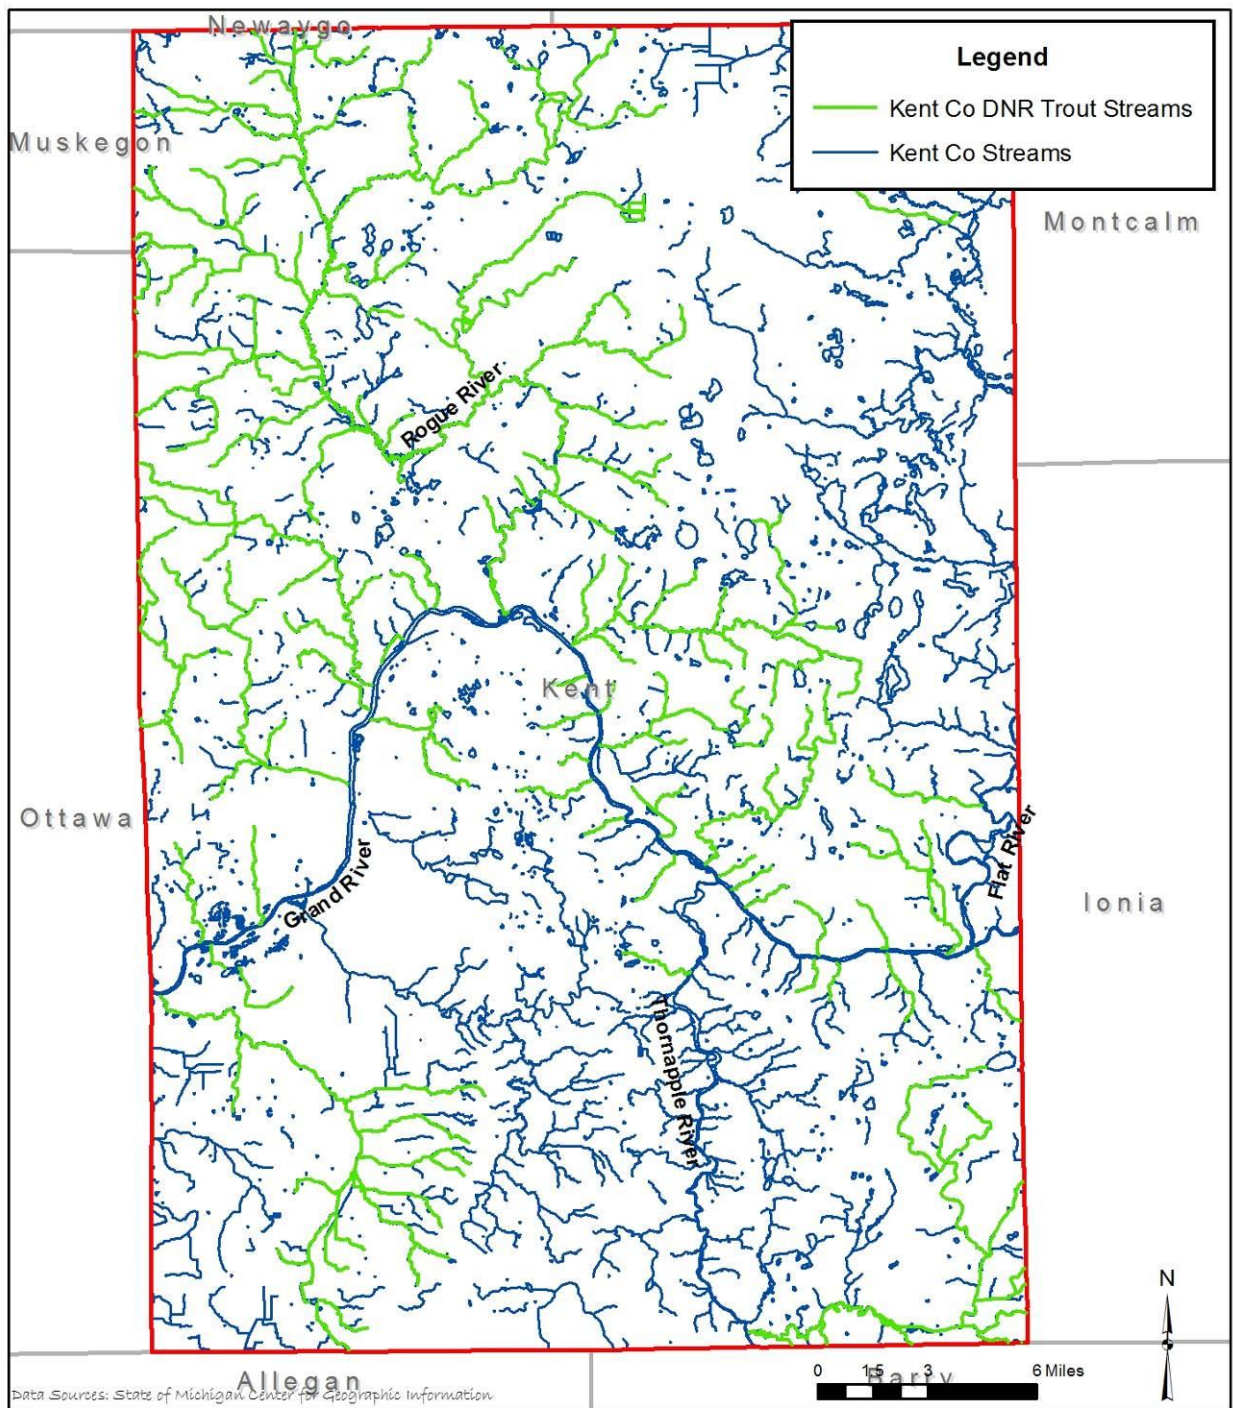 Newaygo
Legend
Kent Co DNR Trout Streams
Kent Co Streams
Muskegon
Montcalm
Rogue River
Kent
Ottawa
Flat River
Grand River
Ionia
Thornapple River
N
0 1.5 3 6 Miles
Allegan
Barry
Data Sources: State of Michigan Center for Geographic Information